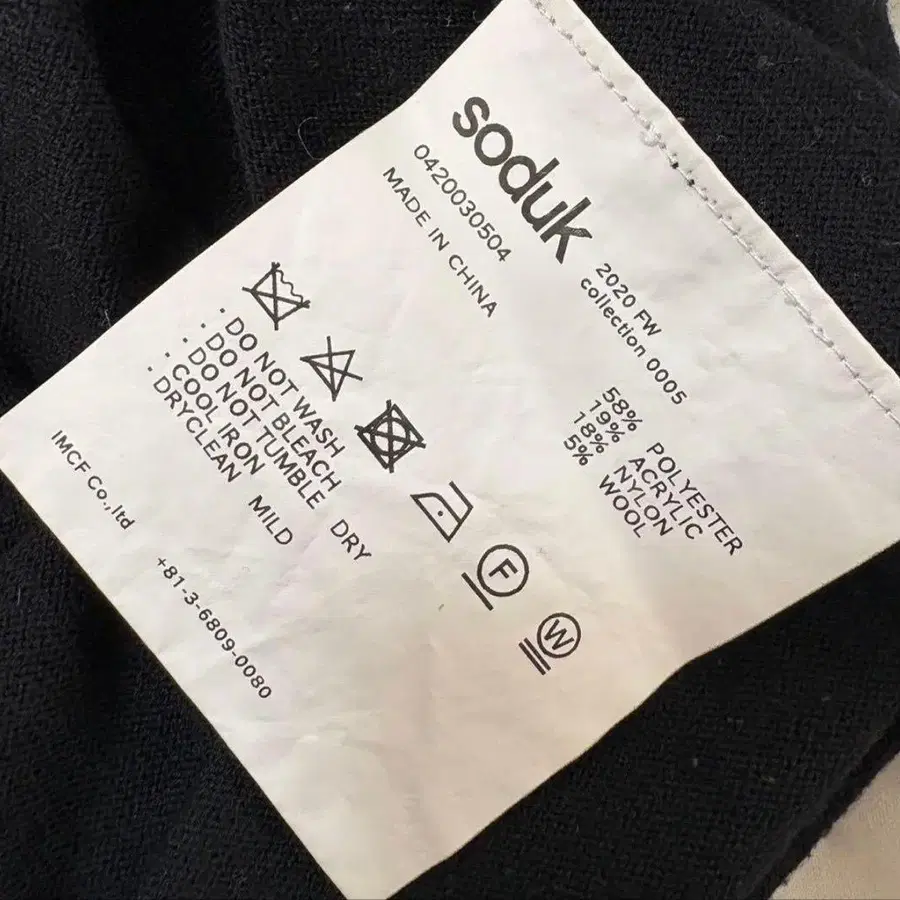 soduk
0420030504
MADE IN CHINA
2020 FW
collection 0005
58% POLYESTER
19% ACRYLIC
18% NYLON
5% WOOL
. DO NOT WASH
. DO NOT BLEACH
. DO NOT TUMBLE DRY
. COOL IRON
. DRYCLEAN MILD
F
W
IMCF Co.,ltd
+81-3-6809-0080